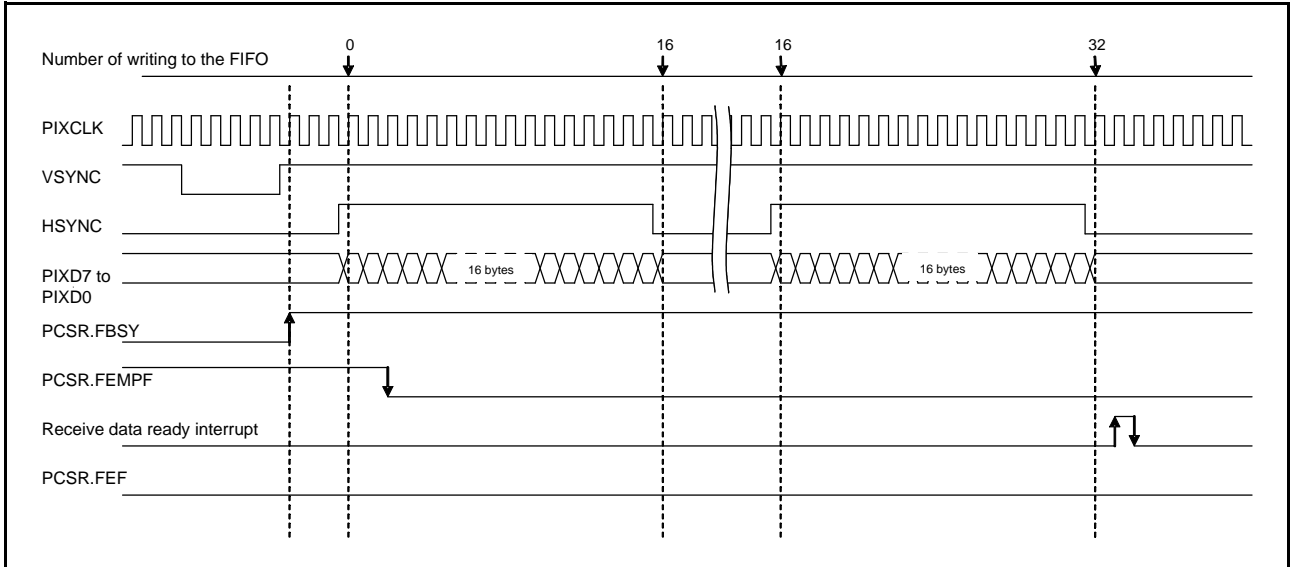 0 16 16 32
Number of writing to the FIFO
PIXCLK
VSYNC
HSYNC
PIXD7 to
PIXD0
16 bytes 16 bytes
PCSR.FBSY
PCSR.FEMPF
Receive data ready interrupt
PCSR.FEF